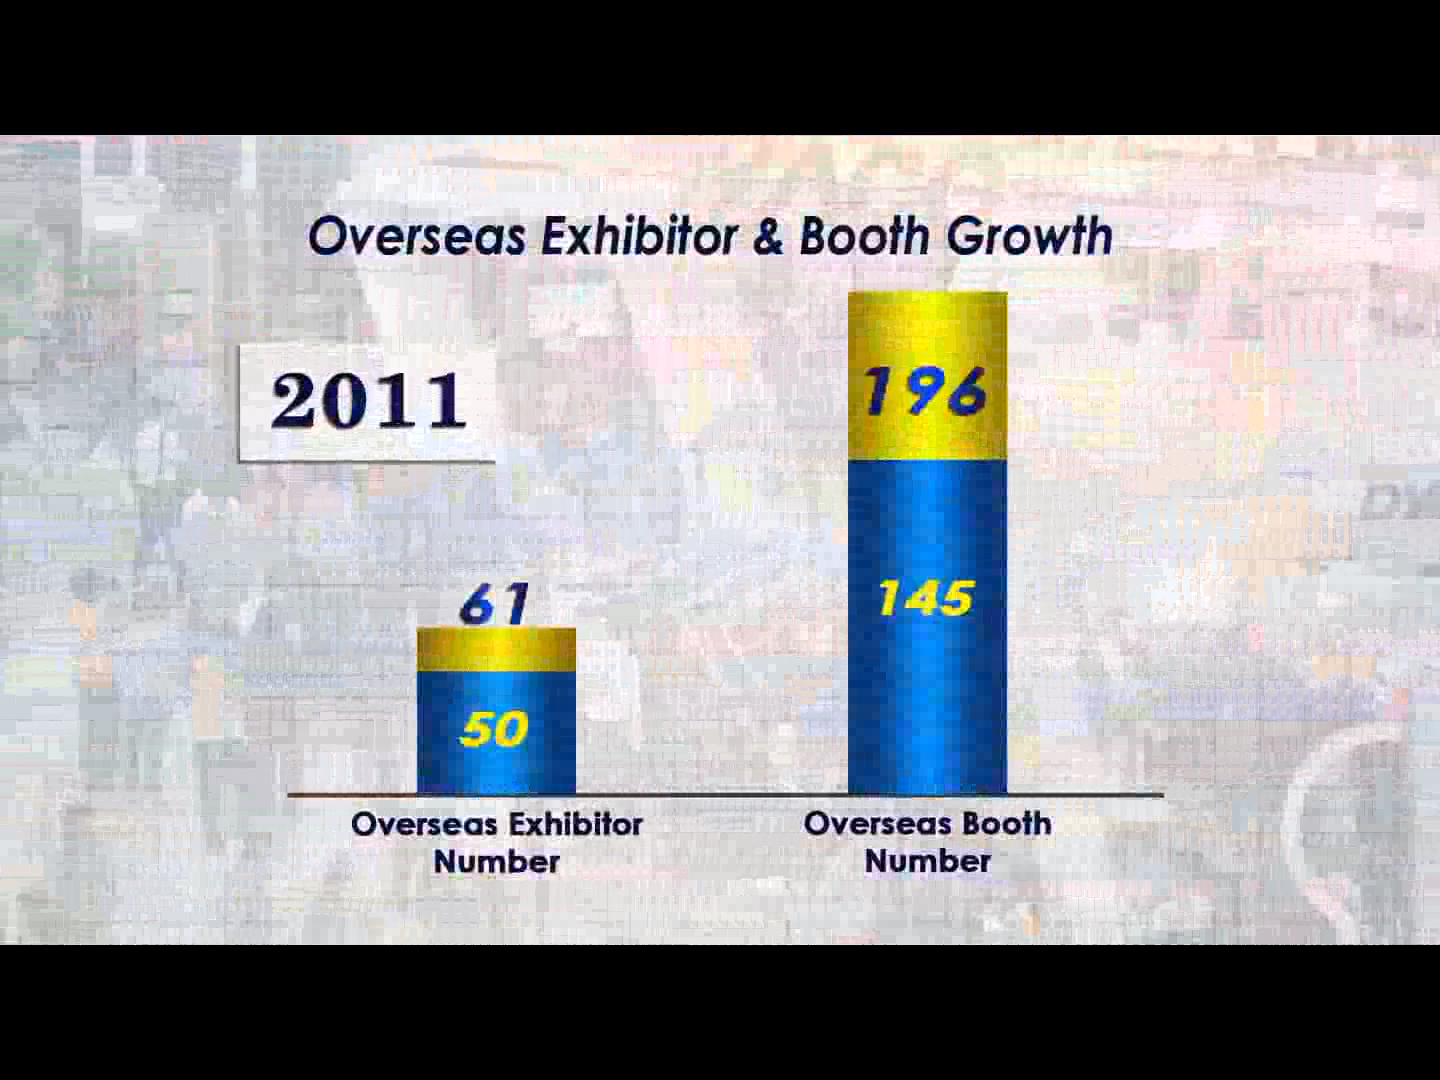 Overseas Exhibitor & Booth Growth
2011
196
145
61
50
Overseas Exhibitor
Number
Overseas Booth
Number